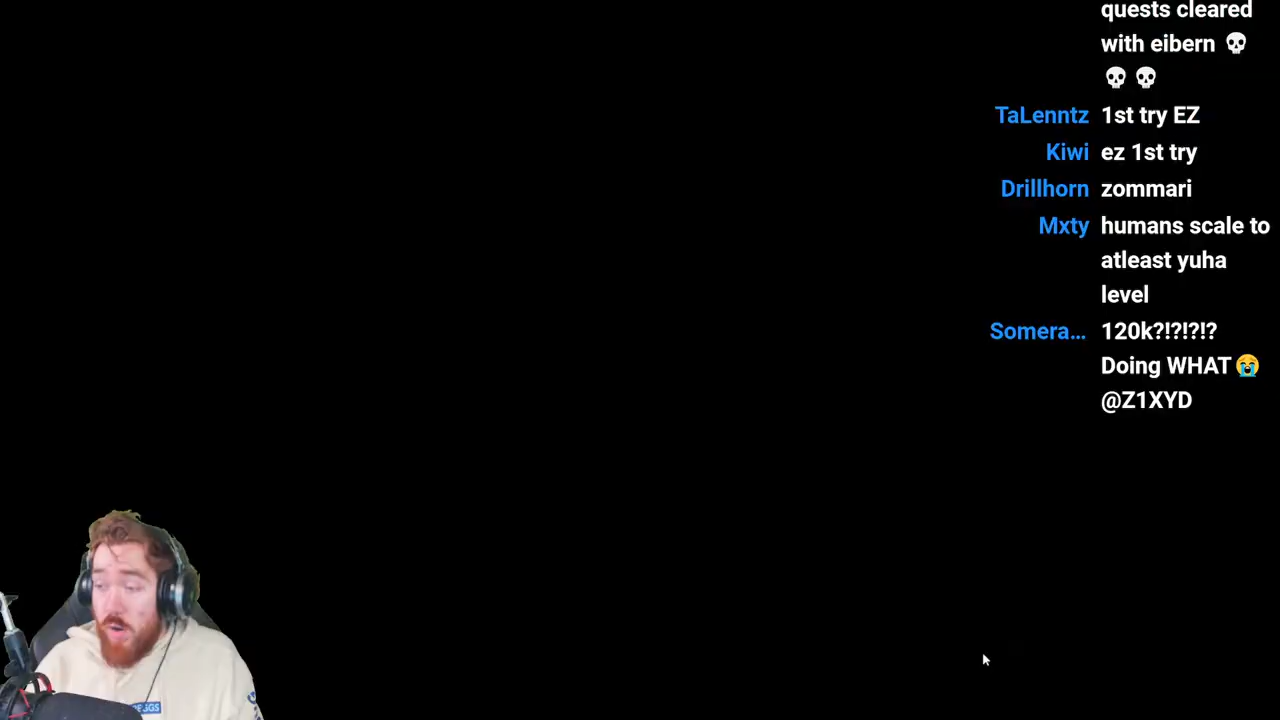 quests cleared
with eibern 💀
💀 💀
TaLenntz 1st try EZ
Kiwi ez 1st try
Drillhorn zommari
Mxty humans scale to
atleast yuha
level
Somera... 120k?!?!?!?
Doing WHAT😭
@Z1XYD